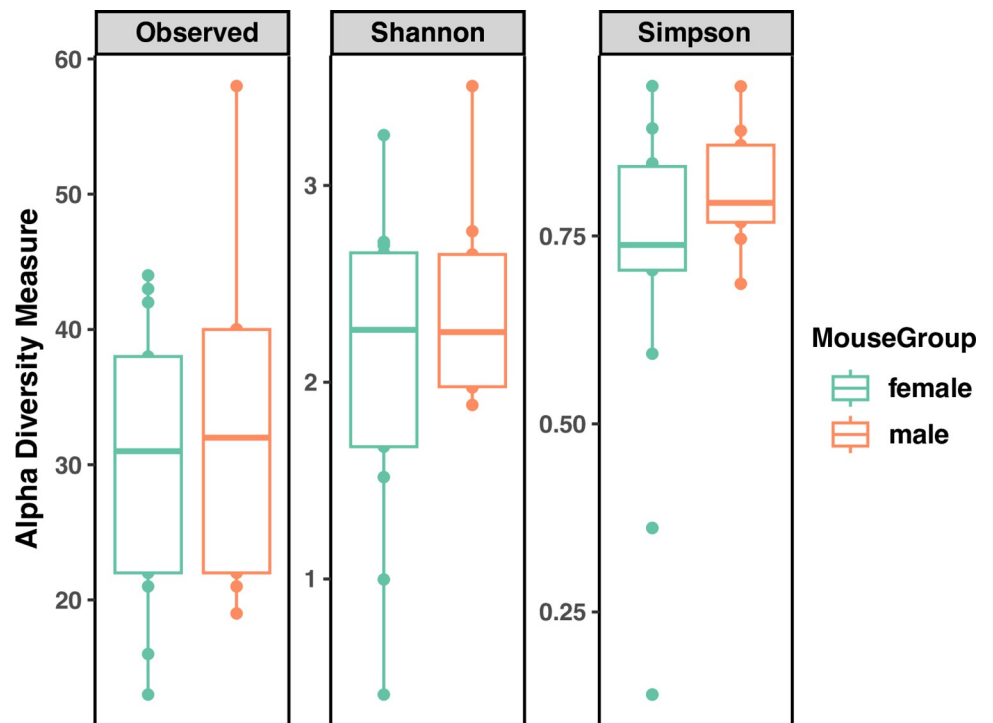 Observed
Shannon
Simpson
Alpha Diversity Measure
60
50
40
30
20
3
2
1
0.75
0.50
0.25
MouseGroup
female
male